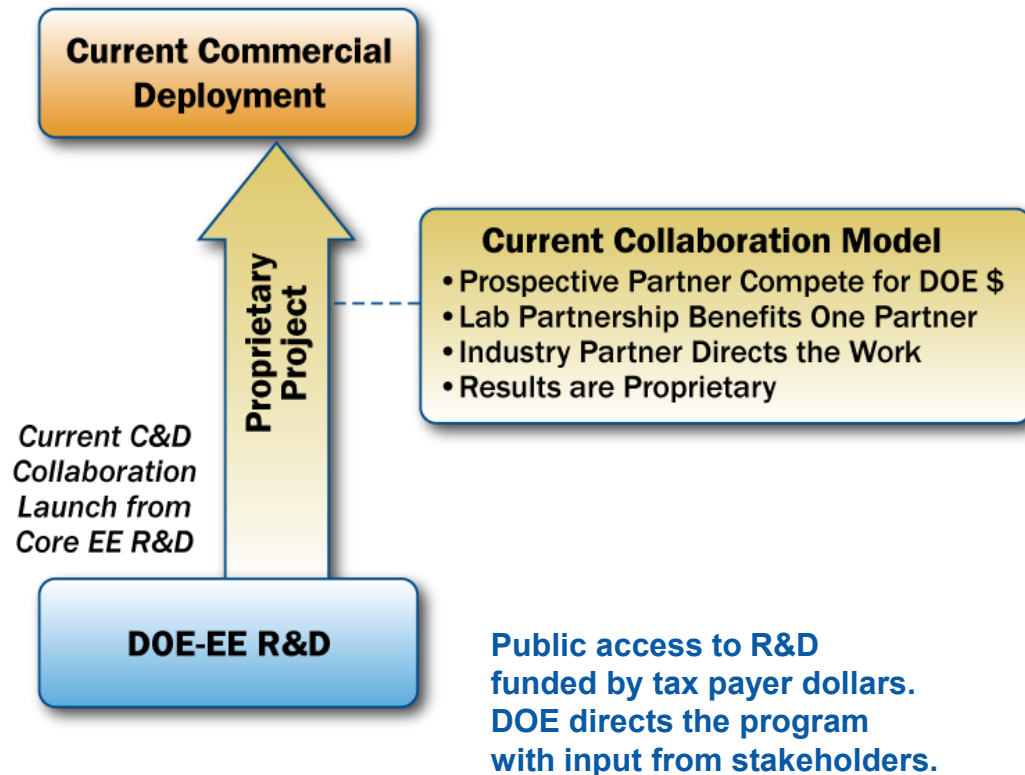 Current Commercial
Deployment
Proprietary
Project
Current Collaboration Model
•Prospective Partner Compete for DOE $
•Lab Partnership Benefits One Partner
•Industry Partner Directs the Work
•Results are Proprietary
Current C&D
Collaboration
Launch from
Core EE R&D
DOE-EE R&D
Public access to R&D
funded by tax payer dollars.
DOE directs the program
with input from stakeholders.